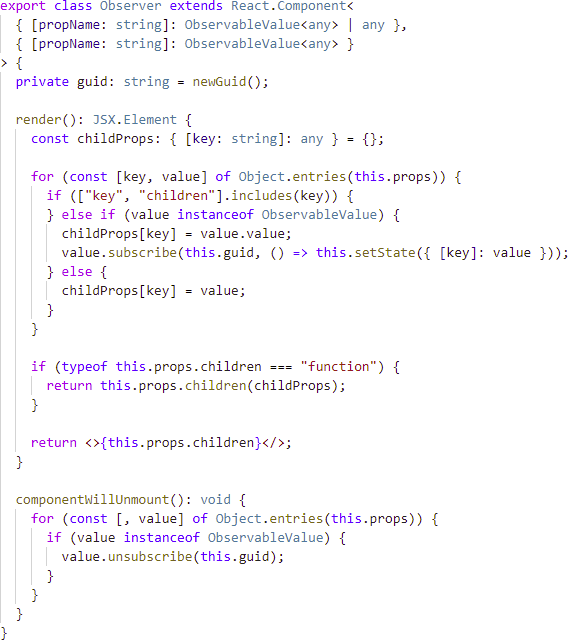 export class Observer extends React.Component<
  { [propName: string]: ObservableValue<any> | any },
  { [propName: string]: ObservableValue<any> }
> {
  private guid: string = newGuid();

  render(): JSX.Element {
    const childProps: { [key: string]: any } = {};

    for (const [key, value] of Object.entries(this.props)) {
      if (["key", "children"].includes(key)) {
      } else if (value instanceof ObservableValue) {
        childProps[key] = value.value;
        value.subscribe(this.guid, () => this.setState({ [key]: value }));
      } else {
        childProps[key] = value;
      }
    }

    if (typeof this.props.children === "function") {
      return this.props.children(childProps);
    }

    return <>{this.props.children}</>;
  }

  componentWillUnmount(): void {
    for (const [, value] of Object.entries(this.props)) {
      if (value instanceof ObservableValue) {
        value.unsubscribe(this.guid);
      }
    }
  }
}